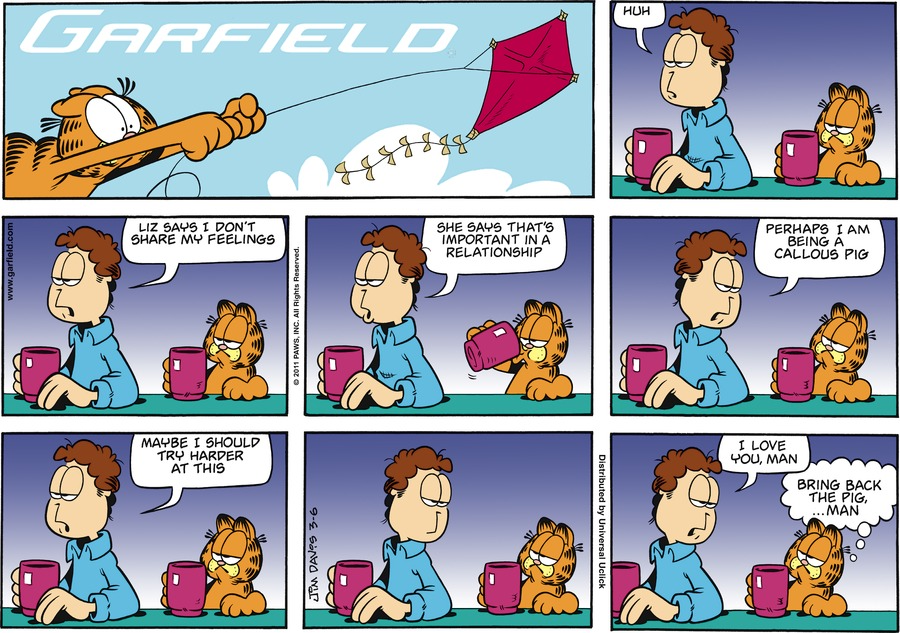 GARFIELD
HUH
LIZ SAYS I DON'T
SHARE MY FEELINGS
SHE SAYS THAT'S
IMPORTANT IN A
RELATIONSHIP
PERHAPS I AM
BEING A
CALLOUS PIG
www.garfield.com
© 2011 PAWS, INC. All Rights Reserved.
MAYBE I SHOULD
TRY HARDER
AT THIS
JIM DAVIS 3-6
I LOVE
YOU, MAN
BRING BACK
THE PIG,
...MAN
Distributed by Universal Uclick